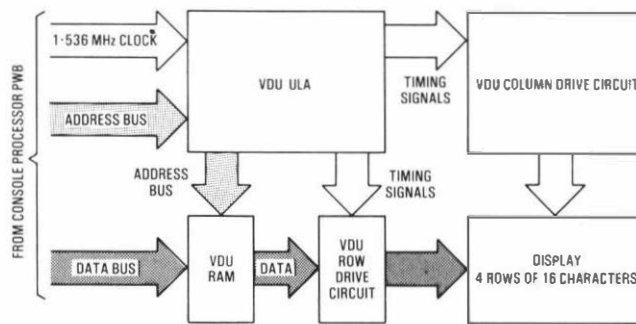 FROM CONSOLE PROCESSOR PWB
1·536 MHz CLOCK
VDU ULA
TIMING
SIGNALS
VDU COLUMN DRIVE CIRCUIT
ADDRESS BUS
ADDRESS
BUS
TIMING
SIGNALS
DATA BUS
VDU
RAM
DATA
VDU
ROW
DRIVE
CIRCUIT
DISPLAY
4 ROWS OF 16 CHARACTERS